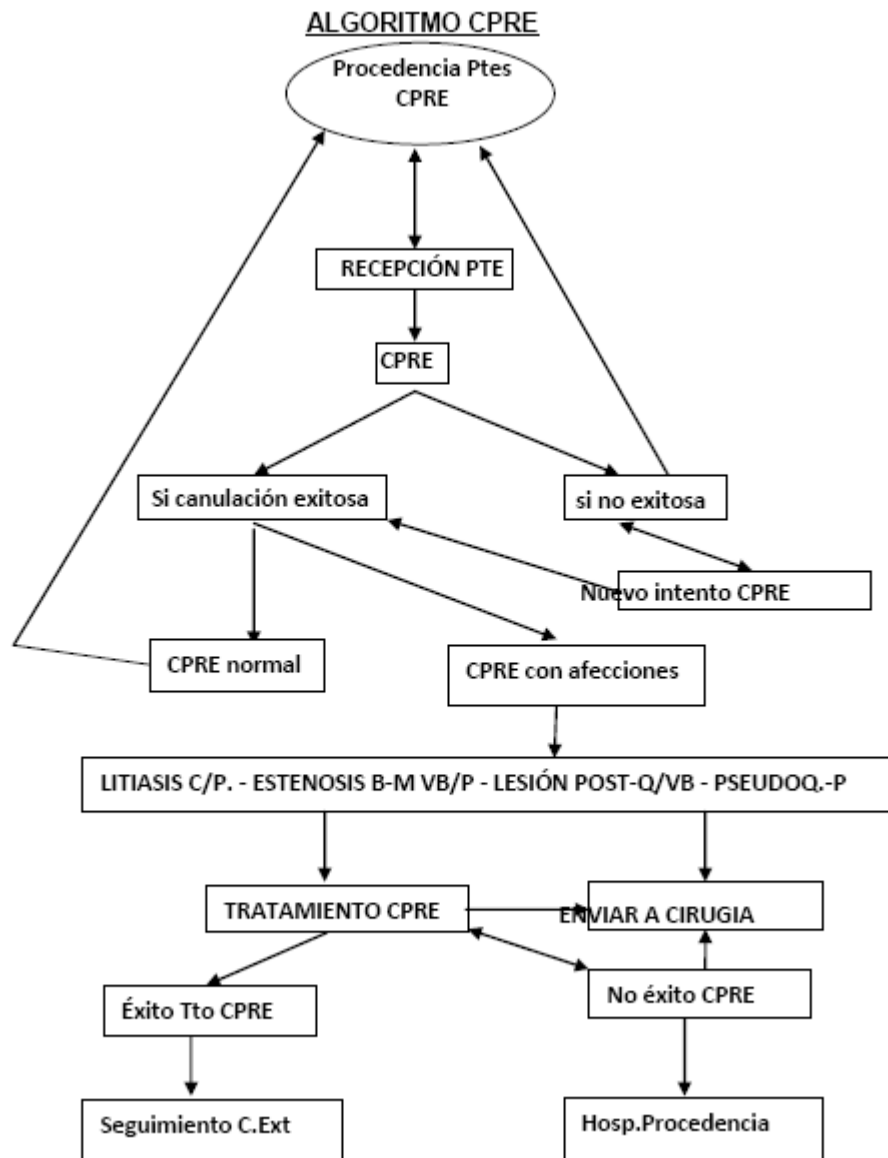 ALGORITMO CPRE
Procedencia Ptes
CPRE
RECEPCIÓN PTE
CPRE
Si canulación exitosa
si no exitosa
Nuevo intento CPRE
CPRE normal
CPRE con afecciones
LITIASIS C/P. - ESTENOSIS B-M VB/P - LESIÓN POST-Q/VB - PSEUDOQ.-P
TRATAMIENTO CPRE
ENVIAR A CIRUGIA
Éxito Tto CPRE
No éxito CPRE
Seguimiento C.Ext
Hosp.Procedencia